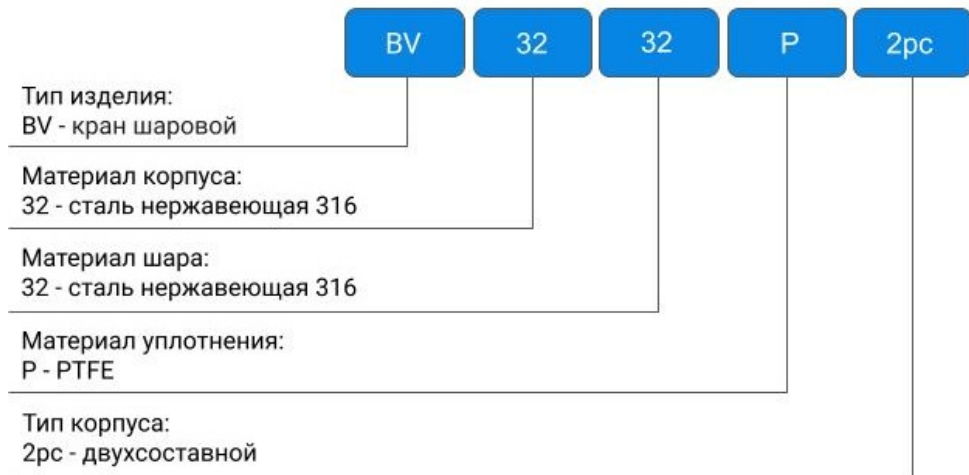 BV 32 32 P 2pc
Тип изделия:
BV - кран шаровой
Материал корпуса:
32 - сталь нержавеющая 316
Материал шара:
32 - сталь нержавеющая 316
Материал уплотнения:
P - PTFE
Тип корпуса:
2pc - двухсоставной